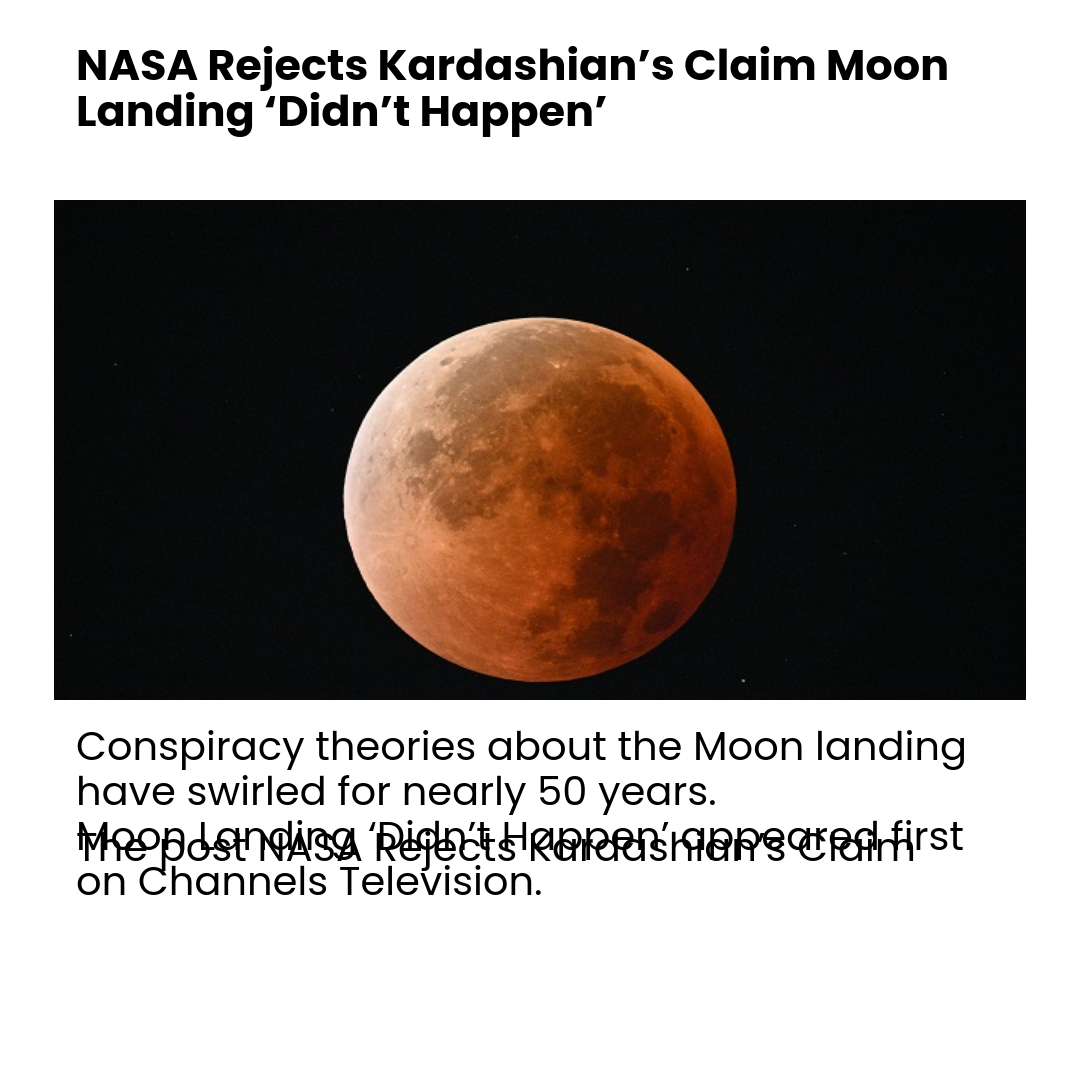 NASA Rejects Kardashian’s Claim Moon
Landing ‘Didn’t Happen’
Conspiracy theories about the Moon landing
have swirled for nearly 50 years.
The post NASA Rejects Kardashian’s Claim
Moon Landing ‘Didn’t Happen’ appeared first
on Channels Television.